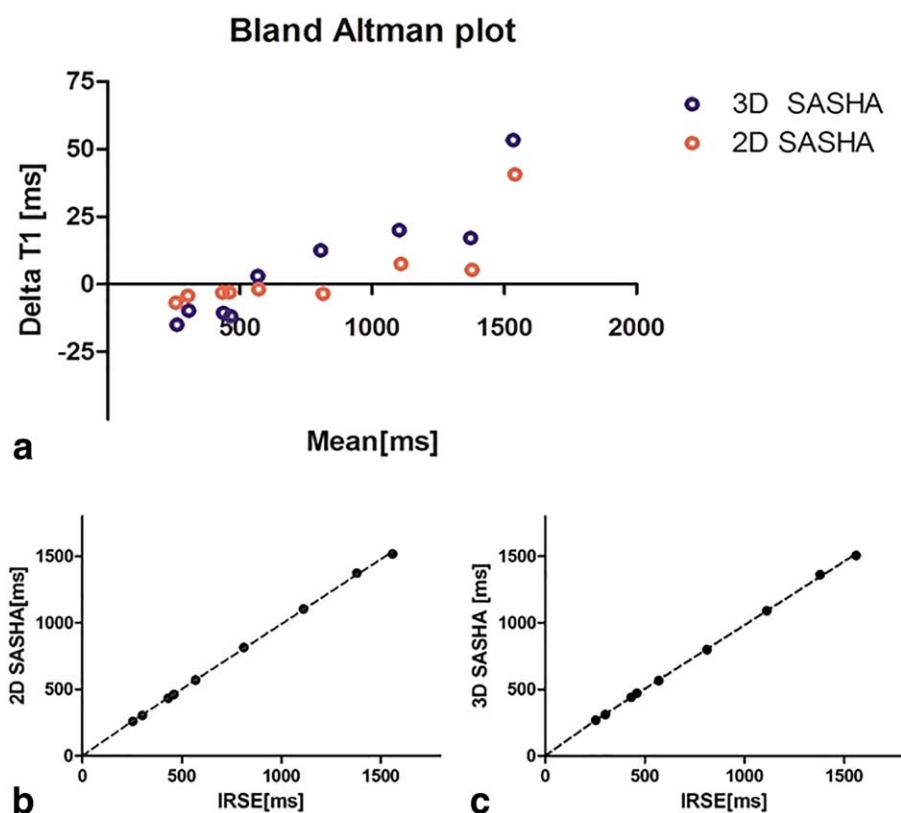 Bland Altman plot
75
50
25
0
-25
Delta T1 [ms]
500
1000
1500
2000
Mean[ms]
3D SASHA
2D SASHA
a
1500
1000
500
0
2D SASHA[ms]
0
500
1000
1500
IRSE[ms]
b
1500
1000
500
0
3D SASHA [ms]
0
500
1000
1500
IRSE[ms]
c